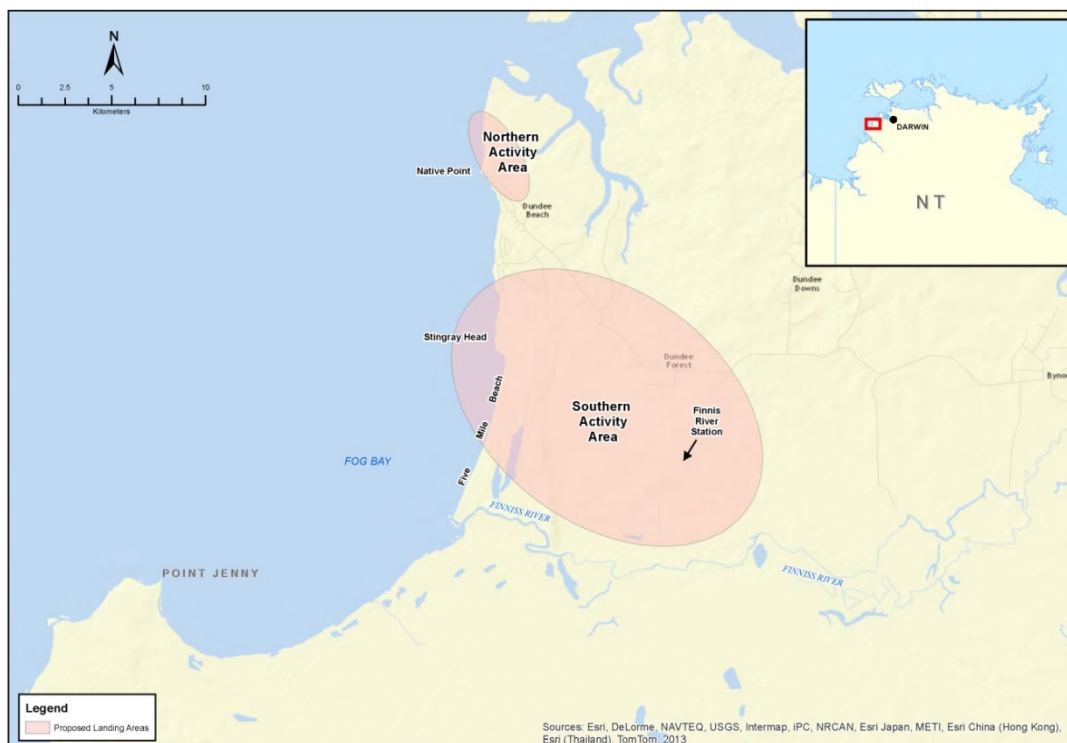 N
0 2.5 5 10
Kilometers
Northern
Activity
Area
Native Point
Dundee
Beach
DARWIN
N T
Dundee
Downs
Stingray Head
Dundee
Forest
Byno
Five Mile Beach
Southern
Activity
Area
Finnis
River
Station
FOG BAY
FINNISS RIVER
POINT JENNY
FINNISS RIVER
Legend
Proposed Landing Areas
Sources: Esri, DeLorme, NAVTEQ, USGS, Intermap, iPC, NRCAN, Esri Japan, METI, Esri China (Hong Kong),
Esri (Thailand), TomTom, 2013